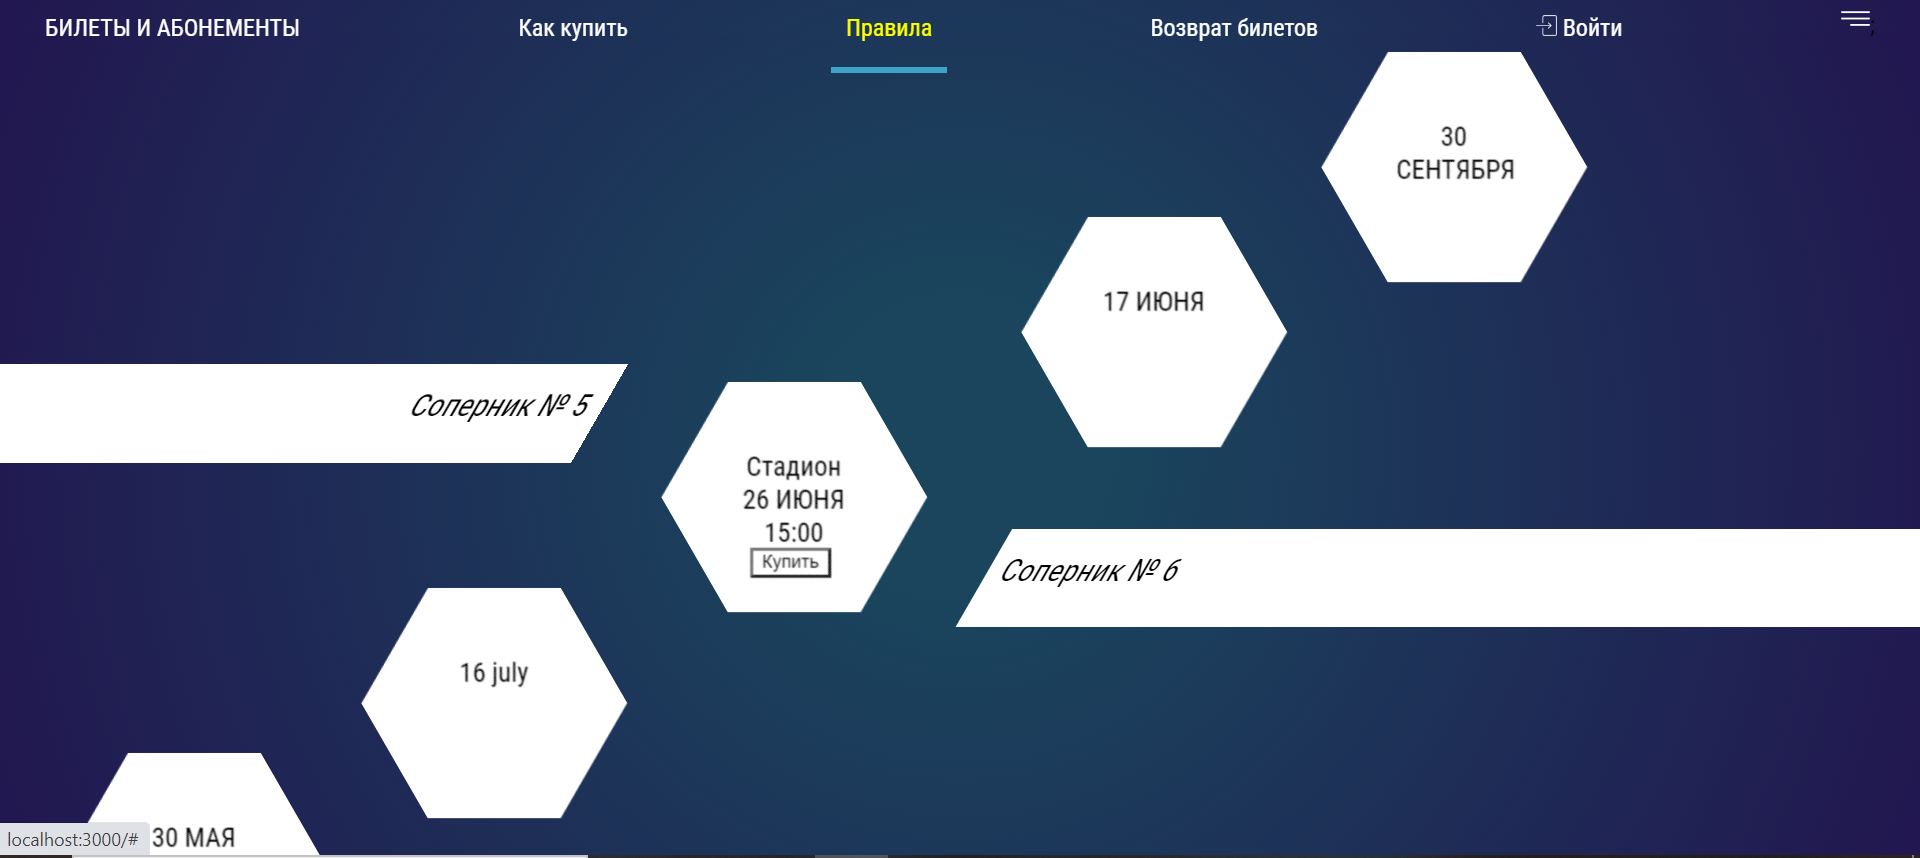 БИЛЕТЫ И АБОНЕМЕНТЫ
Как купить
Правила
Возврат билетов
Войти
30
СЕНТЯБРЯ
17 ИЮНЯ
Соперник № 5
Стадион
26 ИЮНЯ
15:00
Купить
Соперник № 6
16 july
30 МАЯ
localhost:3000/#